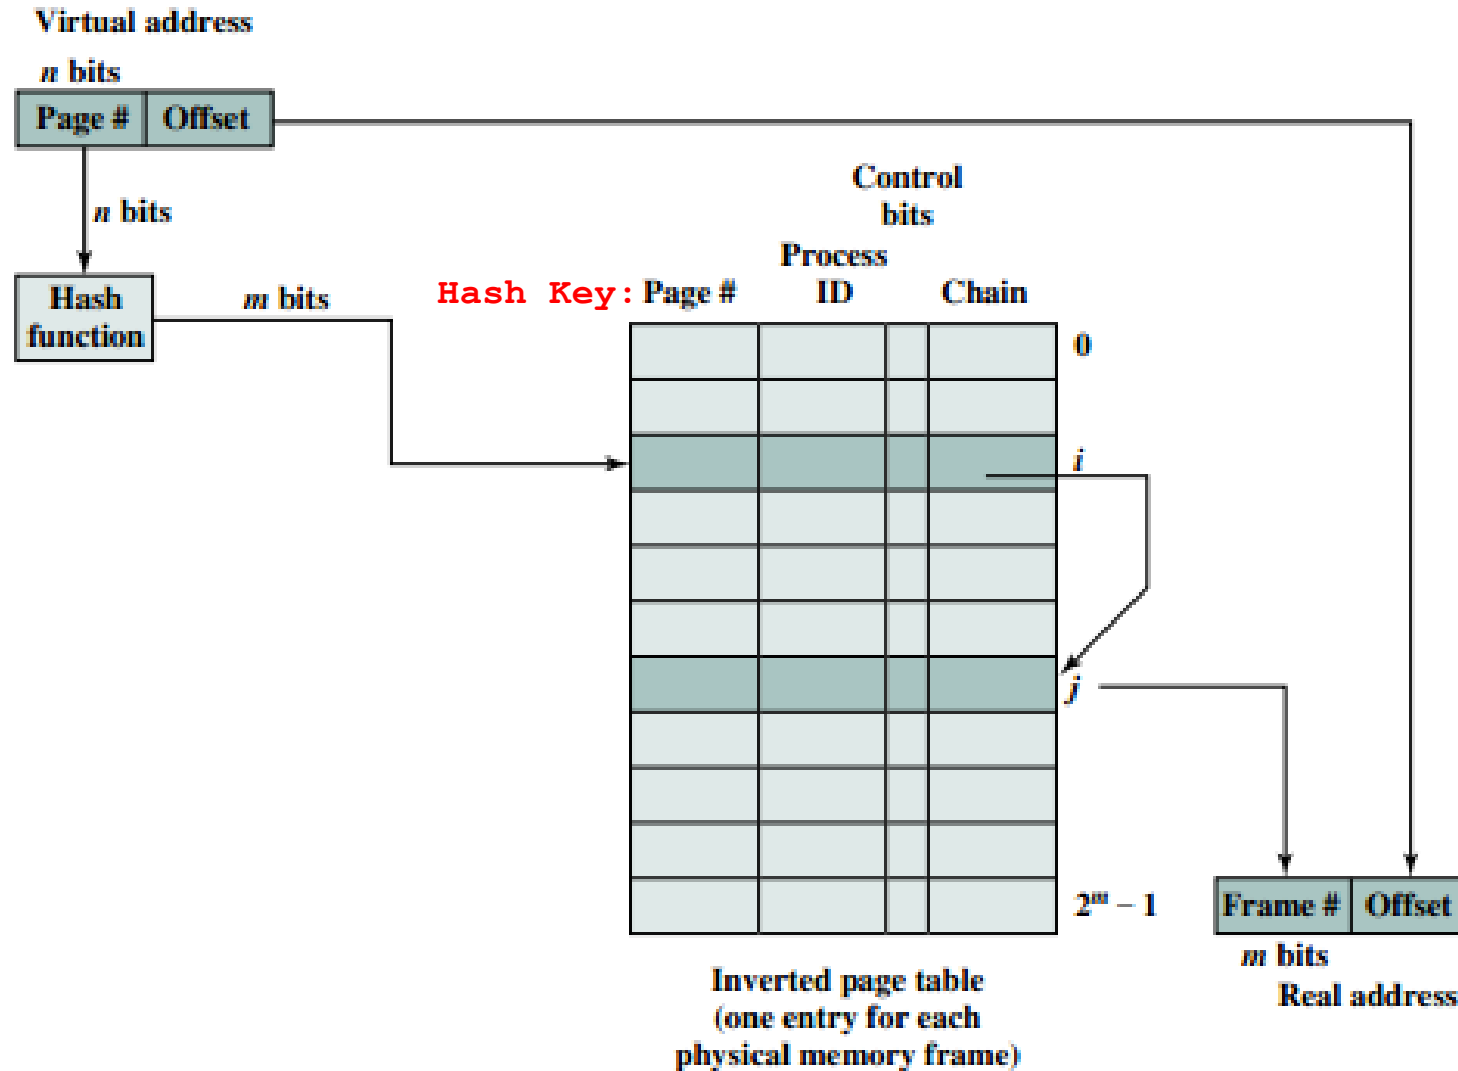 Virtual address
n bits
Page # Offset
n bits
Control
bits
Process
Hash Key: Page # ID Chain
Hash
function
m bits
0
i
j
2^m − 1
Frame # Offset
m bits
Real address
Inverted page table
(one entry for each
physical memory frame)